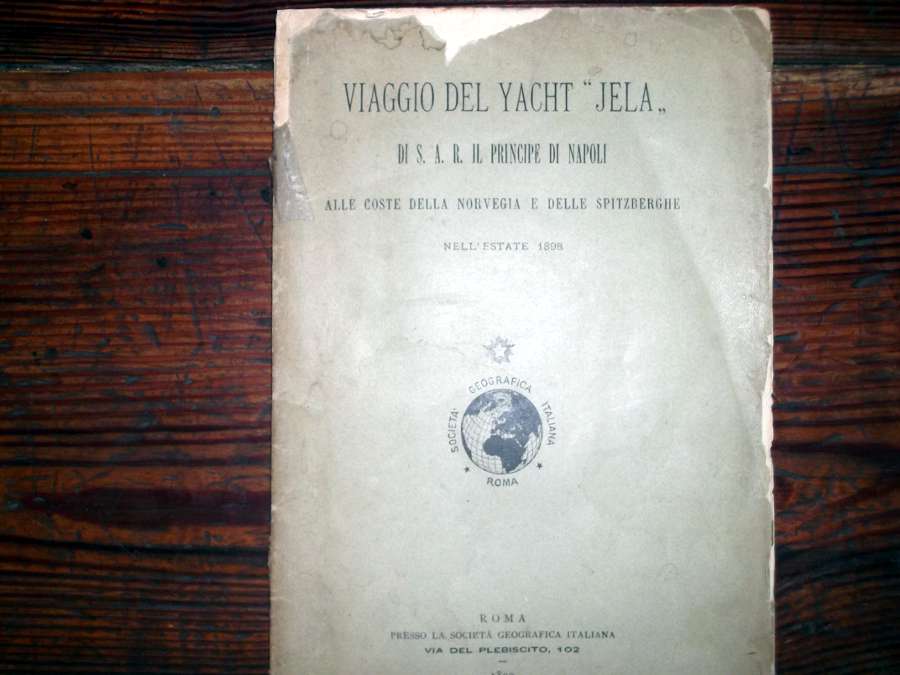 VIAGGIO DEL YACHT “JELA„
DI S. A. R. IL PRINCIPE DI NAPOLI
ALLE COSTE DELLA NORVEGIA E DELLE SPITZBERGHE
NELL'ESTATE 1898
SOCIETÀ GEOGRAFICA ITALIANA
ROMA
ROMA
PRESSO LA SOCIETÀ GEOGRAFICA ITALIANA
VIA DEL PLEBISCITO, 102